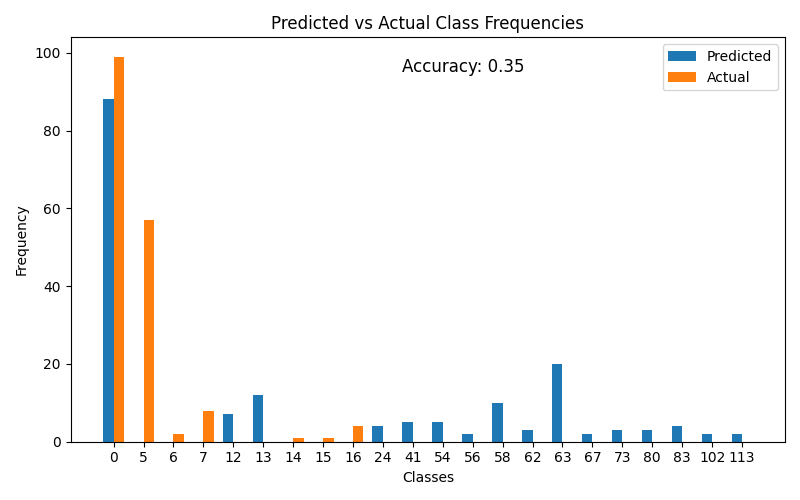 Predicted vs Actual Class Frequencies
Accuracy: 0.35
Predicted
Actual
Frequency
100
80
60
40
20
0
0 5 6 7 12 13 14 15 16 24 41 54 56 58 62 63 67 73 80 83 102 113
Classes